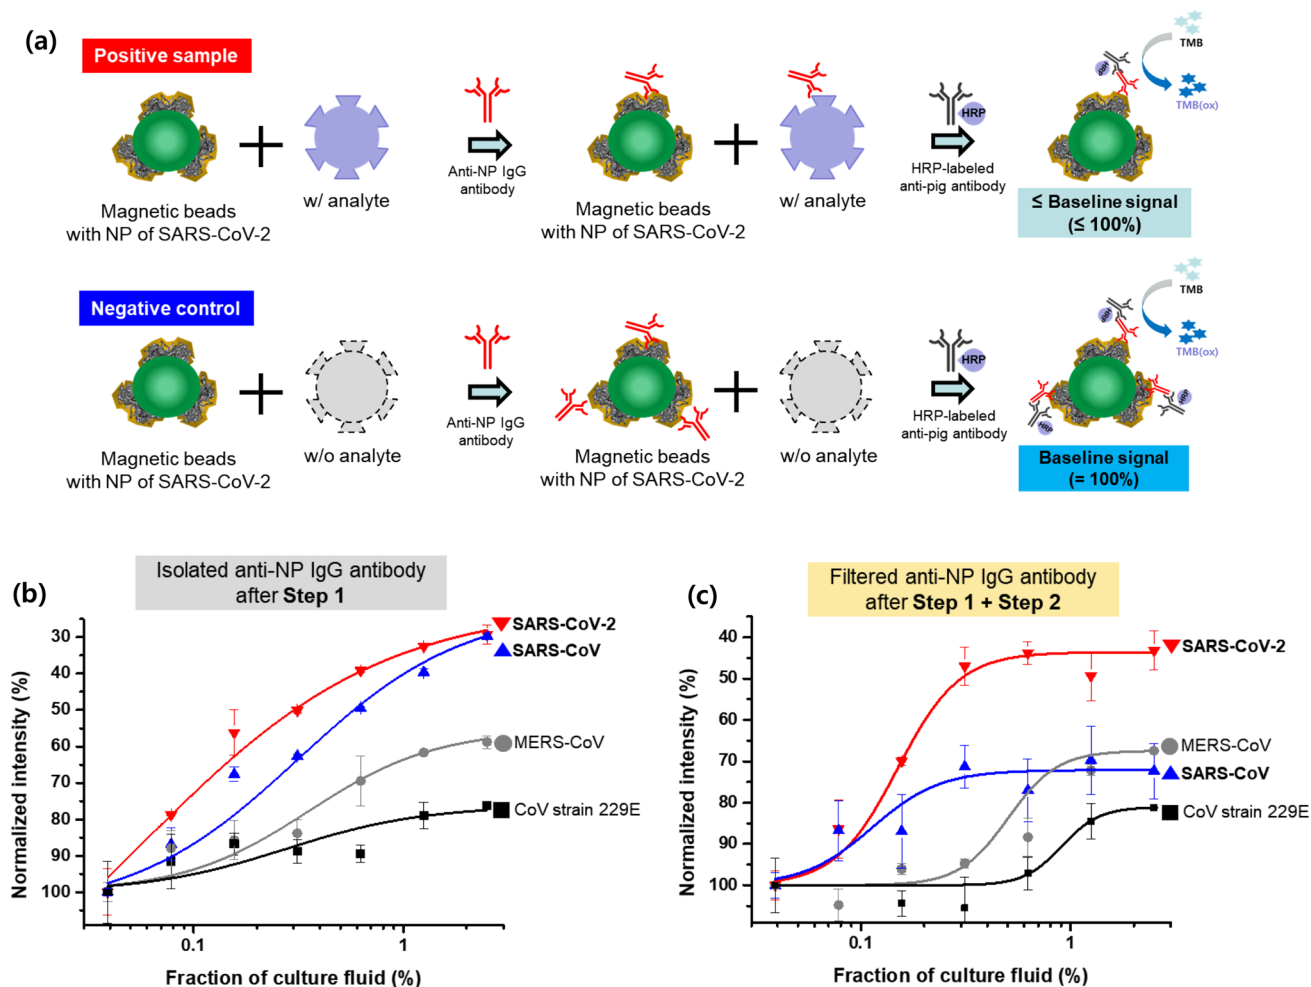 (a)
Positive sample
Magnetic beads
with NP of SARS-CoV-2
w/ analyte
Anti-NP IgG
antibody
Magnetic beads
with NP of SARS-CoV-2
w/ analyte
HRP
HRP-labeled
anti-pig antibody
HRP
TMB
TMB(ox)
≤ Baseline signal
(≤ 100%)
Negative control
Magnetic beads
with NP of SARS-CoV-2
w/o analyte
Anti-NP IgG
antibody
Magnetic beads
with NP of SARS-CoV-2
w/o analyte
HRP
HRP-labeled
anti-pig antibody
HRP
HRP
HRP
TMB
TMB(ox)
Baseline signal
(= 100%)
(b)
Isolated anti-NP IgG antibody
after Step 1
Normalized intensity (%)
30
40
50
60
70
80
90
100
SARS-CoV-2
SARS-CoV
MERS-CoV
CoV strain 229E
0.1
1
Fraction of culture fluid (%)
(c)
Filtered anti-NP IgG antibody
after Step 1 + Step 2
Normalized intensity (%)
40
50
60
70
80
90
100
SARS-CoV-2
MERS-CoV
SARS-CoV
CoV strain 229E
0.1
1
Fraction of culture fluid (%)